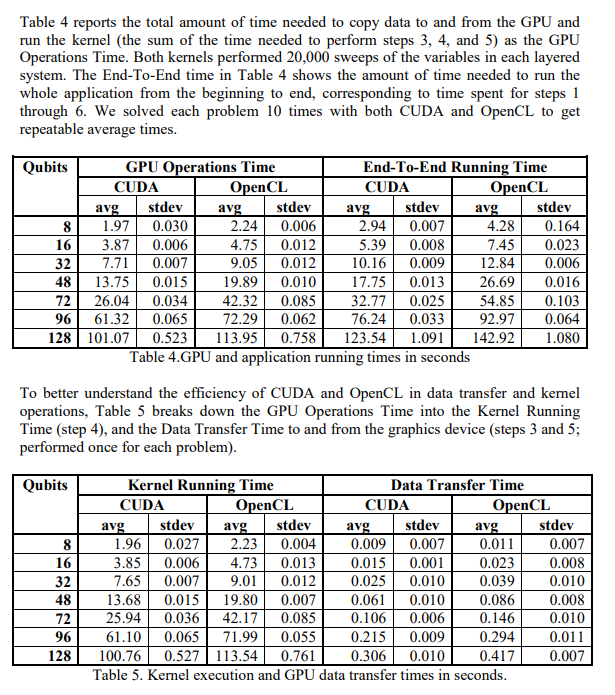 Table 4 reports the total amount of time needed to copy data to and from the GPU and
run the kernel (the sum of the time needed to perform steps 3, 4, and 5) as the GPU
Operations Time. Both kernels performed 20,000 sweeps of the variables in each layered
system. The End-To-End time in Table 4 shows the amount of time needed to run the
whole application from the beginning to end, corresponding to time spent for steps 1
through 6. We solved each problem 10 times with both CUDA and OpenCL to get
repeatable average times.
Qubits GPU Operations Time End-To-End Running Time
CUDA OpenCL CUDA OpenCL
avg stdev avg stdev avg stdev avg stdev
8 1.97 0.030 2.24 0.006 2.94 0.007 4.28 0.164
16 3.87 0.006 4.75 0.012 5.39 0.008 7.45 0.023
32 7.71 0.007 9.05 0.012 10.16 0.009 12.84 0.006
48 13.75 0.015 19.89 0.010 17.75 0.013 26.69 0.016
72 26.04 0.034 42.32 0.085 32.77 0.025 54.85 0.103
96 61.32 0.065 72.29 0.062 76.24 0.033 92.97 0.064
128 101.07 0.523 113.95 0.758 123.54 1.091 142.92 1.080
Table 4.GPU and application running times in seconds
To better understand the efficiency of CUDA and OpenCL in data transfer and kernel
operations, Table 5 breaks down the GPU Operations Time into the Kernel Running
Time (step 4), and the Data Transfer Time to and from the graphics device (steps 3 and 5;
performed once for each problem).
Qubits Kernel Running Time Data Transfer Time
CUDA OpenCL CUDA OpenCL
avg stdev avg stdev avg stdev avg stdev
8 1.96 0.027 2.23 0.004 0.009 0.007 0.011 0.007
16 3.85 0.006 4.73 0.013 0.015 0.001 0.023 0.008
32 7.65 0.007 9.01 0.012 0.025 0.010 0.039 0.010
48 13.68 0.015 19.80 0.007 0.061 0.010 0.086 0.008
72 25.94 0.036 42.17 0.085 0.106 0.006 0.146 0.010
96 61.10 0.065 71.99 0.055 0.215 0.009 0.294 0.011
128 100.76 0.527 113.54 0.761 0.306 0.010 0.417 0.007
Table 5. Kernel execution and GPU data transfer times in seconds.